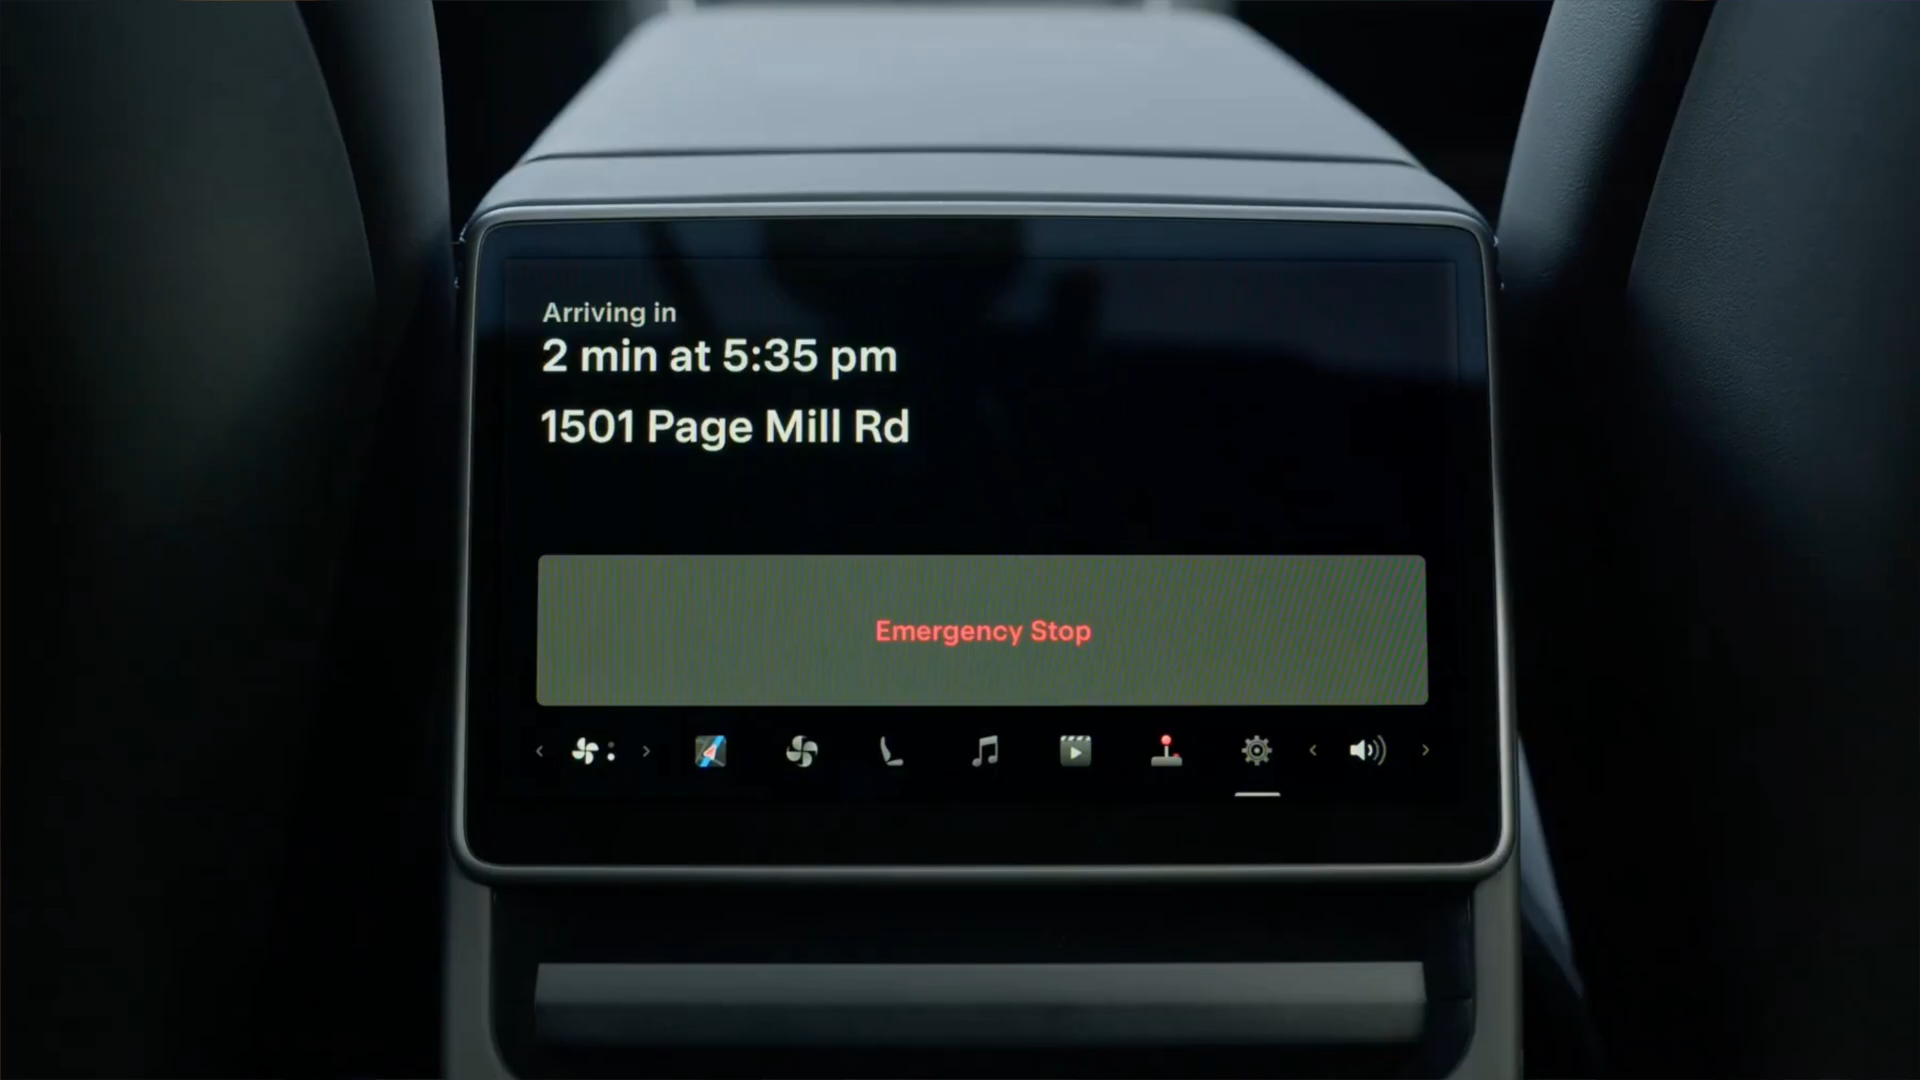 Arriving in
2 min at 5:35 pm
1501 Page Mill Rd
Emergency Stop